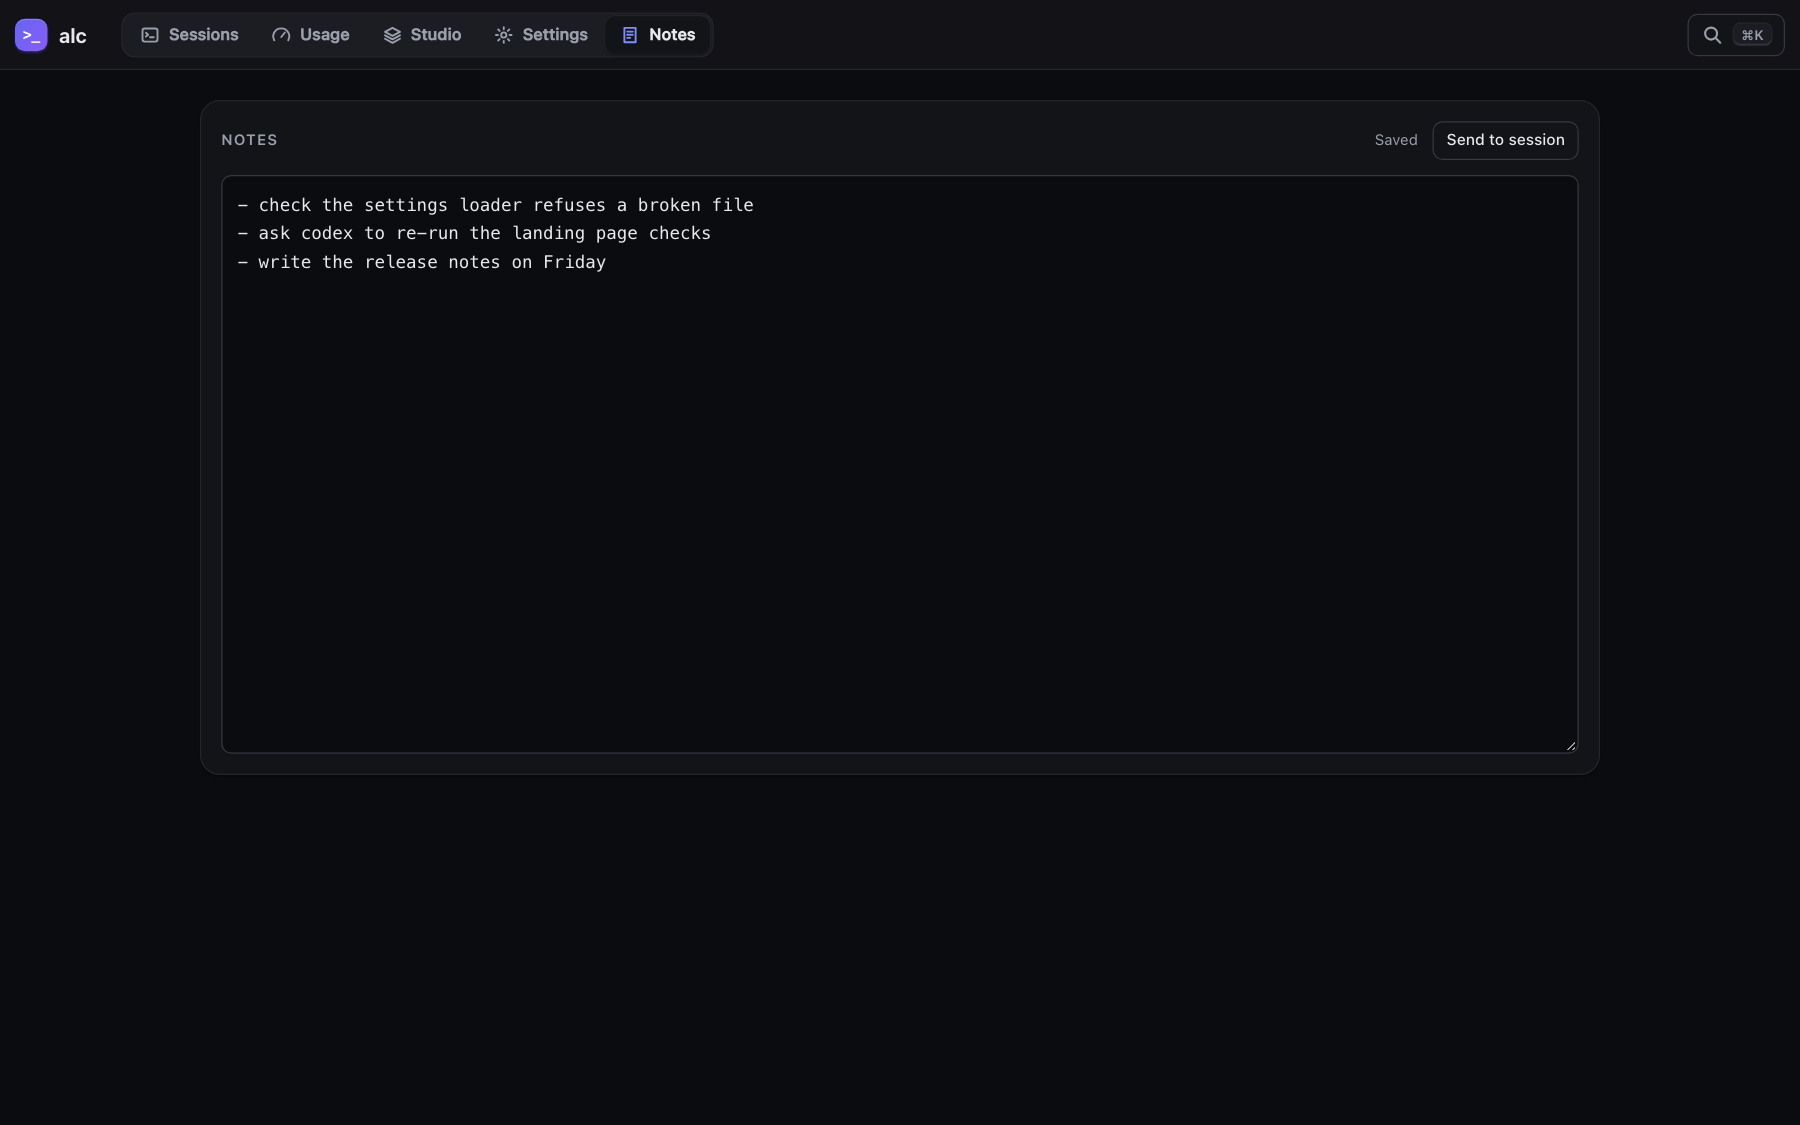 >_ alc Sessions Usage Studio Settings Notes ⌘K
NOTES Saved Send to session
– check the settings loader refuses a broken file
– ask codex to re–run the landing page checks
– write the release notes on Friday